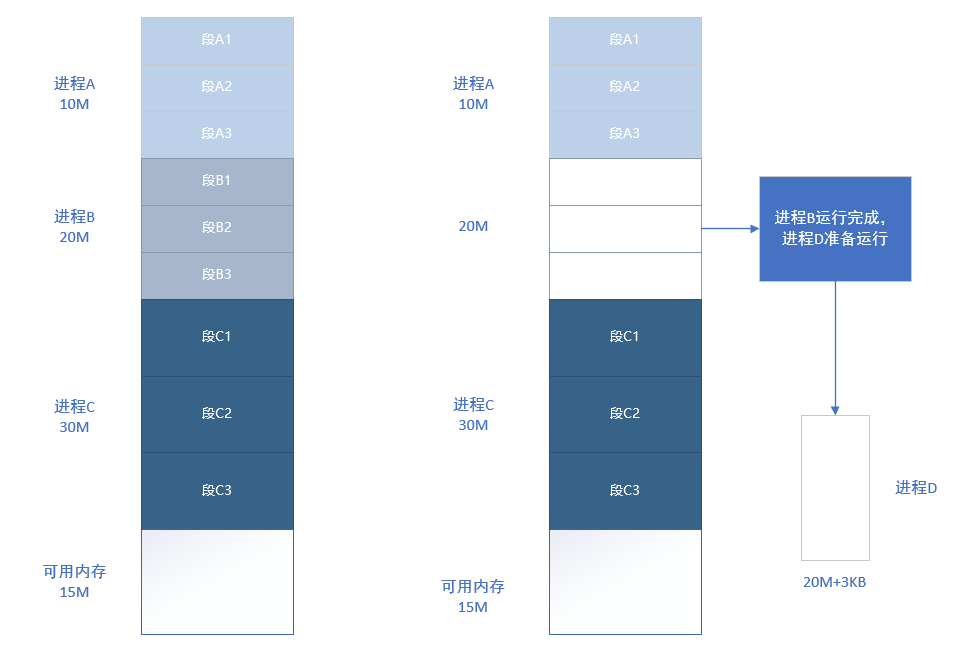 段A1
段A2
段A3
进程A
10M
段B1
段B2
段B3
进程B
20M
段C1
段C2
段C3
进程C
30M
可用内存
15M
段A1
段A2
段A3
进程A
10M
20M
进程B运行完成，
进程D准备运行
段C1
段C2
段C3
进程C
30M
进程D
20M+3KB
可用内存
15M